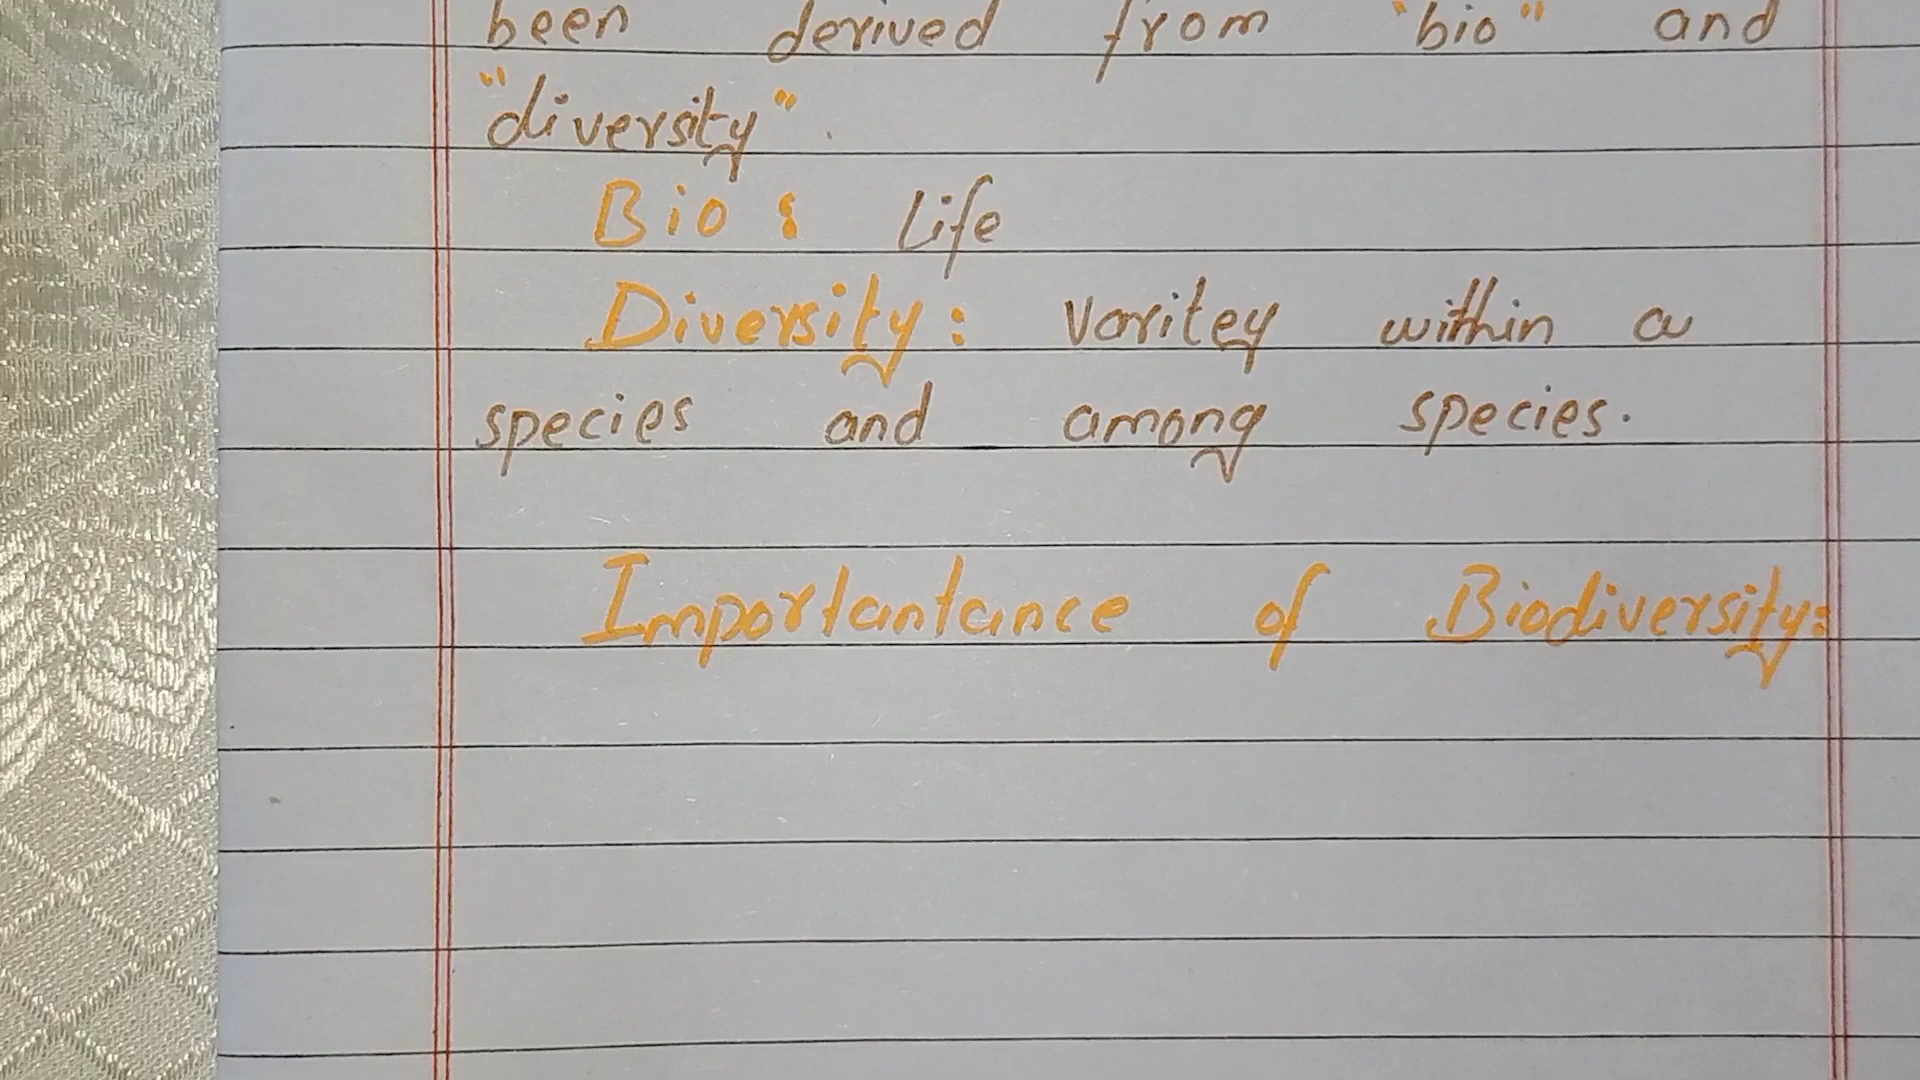 been derived from "bio" and
"diversity".
Bio : Life
Diversity: Varitey within a
species and among species.
Importantance of Biodiversity: